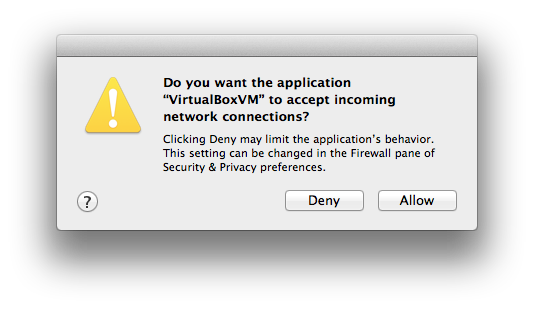 Do you want the application
“VirtualBoxVM” to accept incoming
network connections?
Clicking Deny may limit the application’s behavior.
This setting can be changed in the Firewall pane of
Security & Privacy preferences.
? Deny Allow